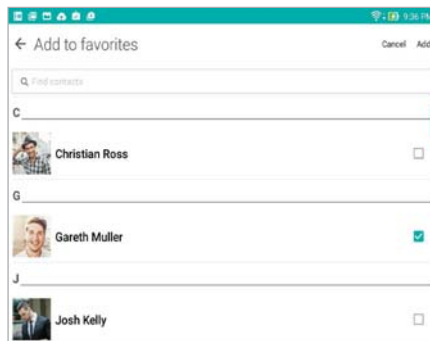 9:36 PM
Add to favorites
Cancel Add
Find contacts
C
Christian Ross
G
Gareth Muller
J
Josh Kelly